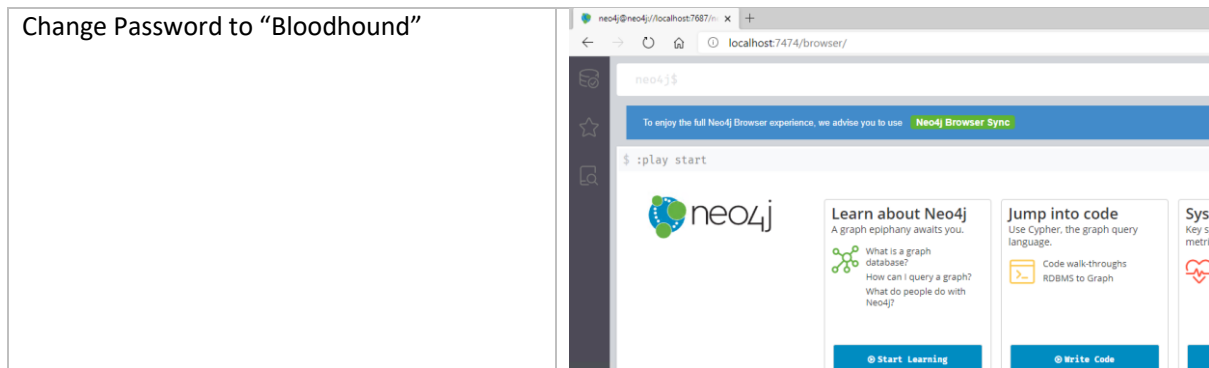 Change Password to “Bloodhound”
neo4j@neo4j://localhost:7687/n
localhost:7474/browser/
neo4j$
To enjoy the full Neo4j Browser experience, we advise you to use Neo4j Browser Sync
$ :play start
neo4j
Learn about Neo4j
A graph epiphany awaits you.
What is a graph
database?
How can I query a graph?
What do people do with
Neo4j?
Start Learning
Jump into code
Use Cypher, the graph query
language.
Code walk-throughs
RDBMS to Graph
Write Code
Sys
Key s
metri